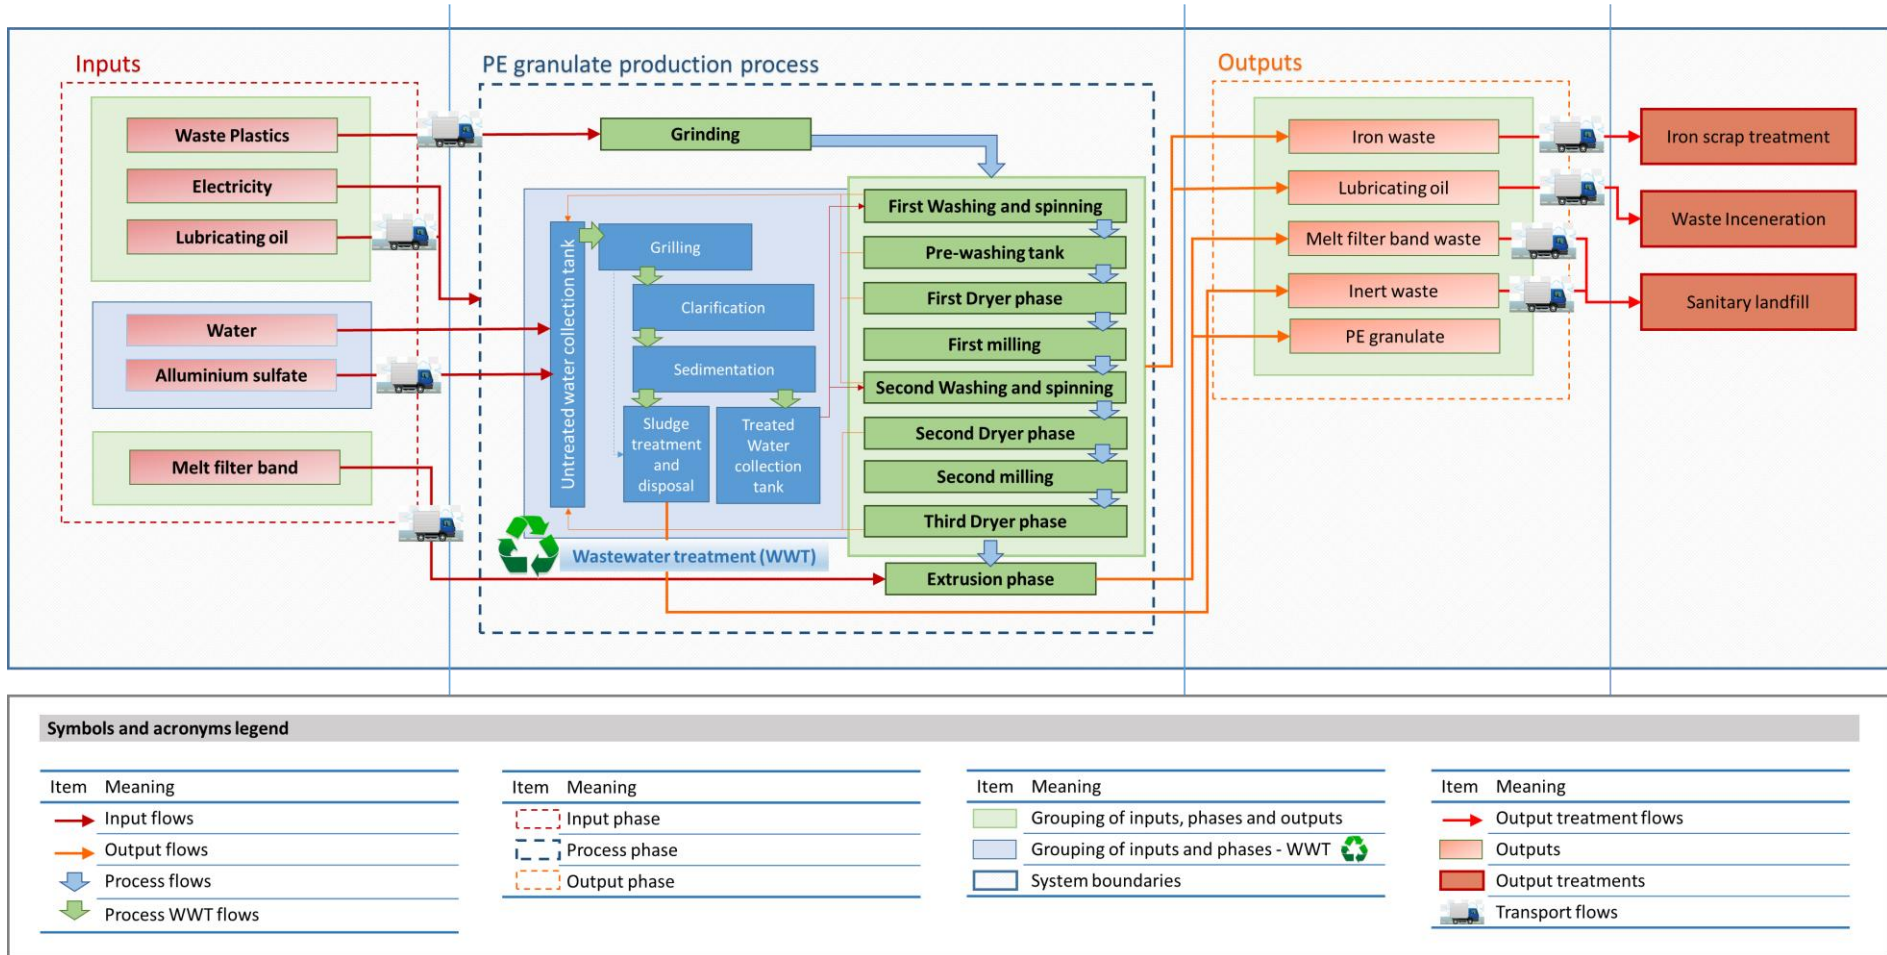 Inputs
Waste Plastics
Electricity
Lubricating oil
Water
Alluminium sulfate
Melt filter band
PE granulate production process
Grinding
Untreated water collection tank
Grilling
Clarification
Sedimentation
Sludge
treatment
and
disposal
Treated
Water
collection
tank
Wastewater treatment (WWT)
First Washing and spinning
Pre-washing tank
First Dryer phase
First milling
Second Washing and spinning
Second Dryer phase
Second milling
Third Dryer phase
Extrusion phase
Outputs
Iron waste
Lubricating oil
Melt filter band waste
Inert waste
PE granulate
Iron scrap treatment
Waste Inceneration
Sanitary landfill
Symbols and acronyms legend
Item Meaning
Input flows
Output flows
Process flows
Process WWT flows
Item Meaning
Input phase
Process phase
Output phase
Item Meaning
Grouping of inputs, phases and outputs
Grouping of inputs and phases - WWT
System boundaries
Item Meaning
Output treatment flows
Outputs
Output treatments
Transport flows